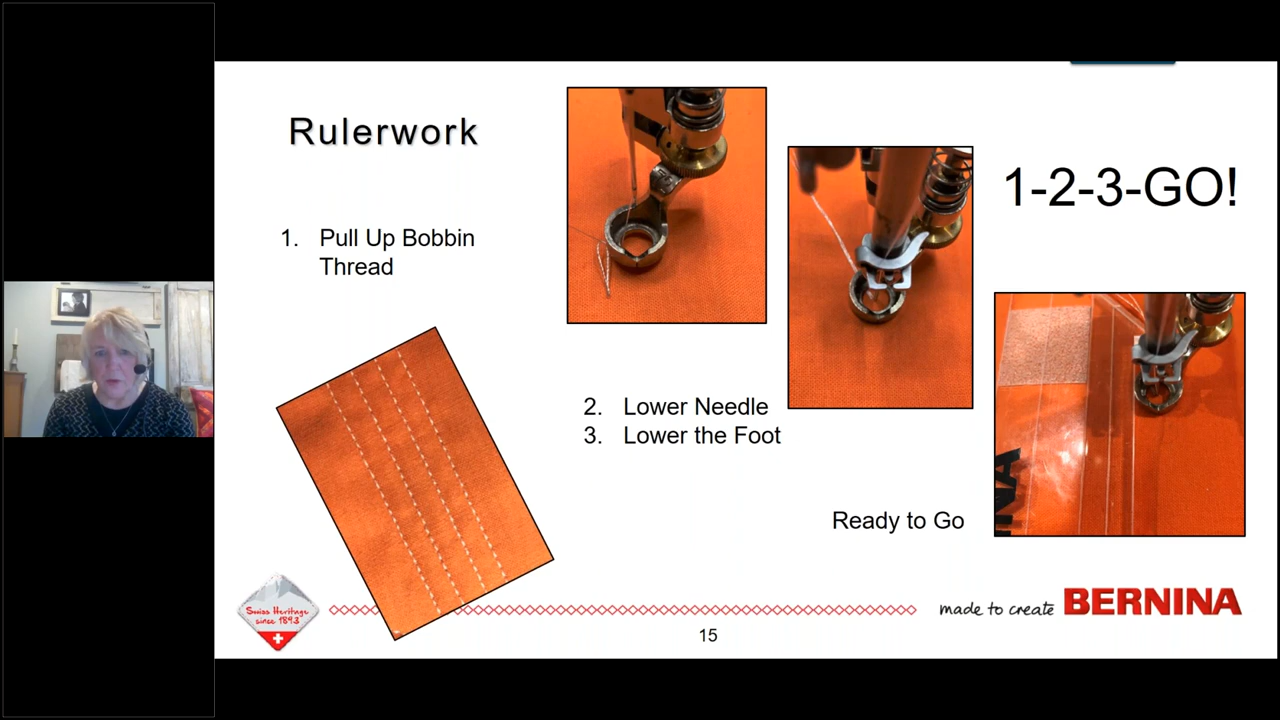 Rulerwork
1-2-3-GO!
1. Pull Up Bobbin
Thread
2. Lower Needle
3. Lower the Foot
Ready to Go
Swiss Heritage
since 1893
made to create BERNINA
15